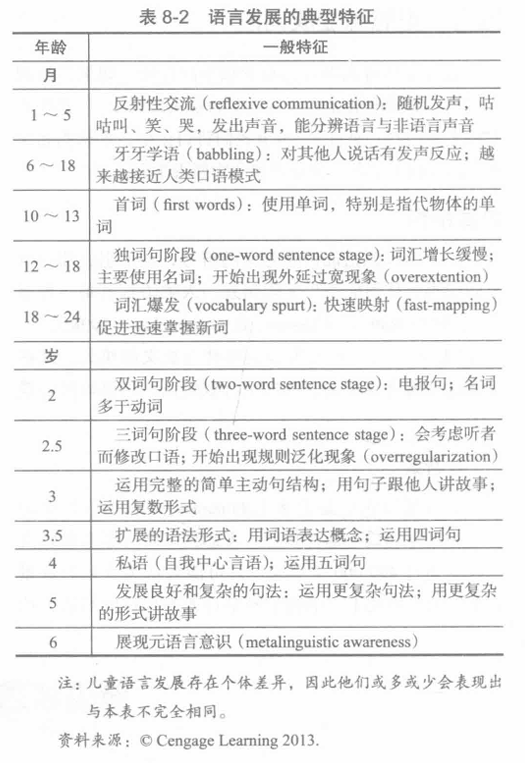 表 8-2 语言发展的典型特征
年龄 一般特征
月
1～5 反射性交流（reflexive communication）：随机发声，咕
咕叫、笑、哭，发出声音，能分辨语言与非语言声音
6～18 牙牙学语（babbling）：对其他人说话有发声反应；越
来越接近人类口语模式
10～13 首词（first words）：使用单词，特别是指代物体的单
词
12～18 独词句阶段（one-word sentence stage）：词汇增长缓慢；
主要使用名词；开始出现外延过宽现象（overextention）
18～24 词汇爆发（vocabulary spurt）：快速映射（fast-mapping）
促进迅速掌握新词
岁
2 双词句阶段（two-word sentence stage）：电报句；名词
多于动词
2.5 三词句阶段（three-word sentence stage）：会考虑听者
而修改口语；开始出现规则泛化现象（overregularization）
3 运用完整的简单主动句结构；用句子跟他人讲故事；
运用复数形式
3.5 扩展的语法形式：用词语表达概念；运用四词句
4 私语（自我中心言语）；运用五词句
5 发展良好和复杂的句法：运用更复杂句法；用更复杂
的形式讲故事
6 展现元语言意识（metalinguistic awareness）
注：儿童语言发展存在个体差异，因此他们或多或少会表现出
与本表不完全相同。
资料来源：© Cengage Learning 2013.